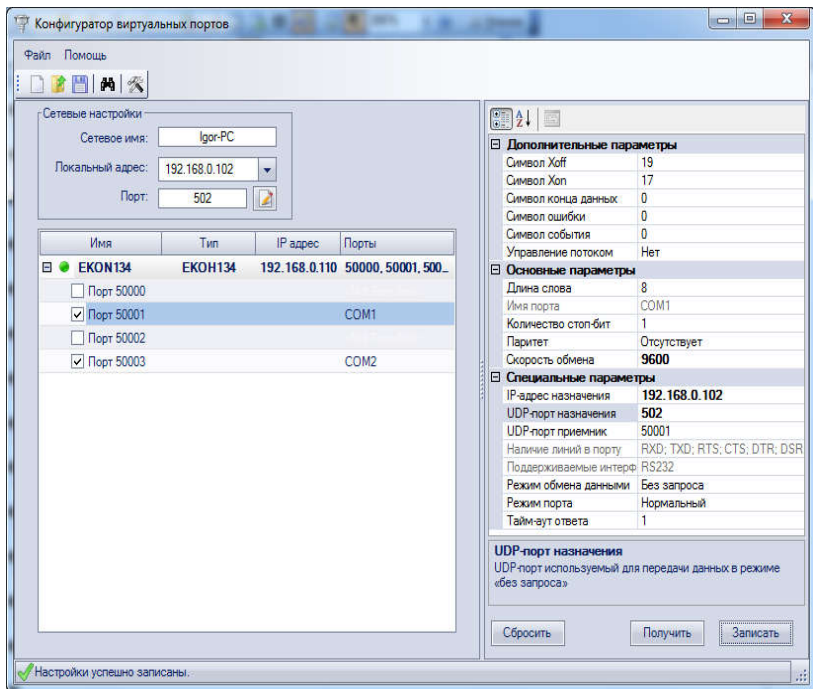 Конфигуратор виртуальных портов
Файл Помощь
Сетевые настройки
Сетевое имя: Igor-PC
Локальный адрес: 192.168.0.102
Порт: 502
Имя Тип IP адрес Порты
EKON134 EKOH134 192.168.0.110 50000, 50001, 500...
Порт 50000
Порт 50001 COM1
Порт 50002
Порт 50003 COM2
Дополнительные параметры
Символ Xoff 19
Символ Xon 17
Символ конца данных 0
Символ ошибки 0
Символ события 0
Управление потоком Нет
Основные параметры
Длина слова 8
Имя порта COM1
Количество стоп-бит 1
Паритет Отсутствует
Скорость обмена 9600
Специальные параметры
IP-адрес назначения 192.168.0.102
UDP-порт назначения 502
UDP-порт приемник 50001
Наличие линий в порту RXD; TXD; RTS; CTS; DTR; DSR
Поддерживаемые интерф RS232
Режим обмена данными Без запроса
Режим порта Нормальный
Тайм-аут ответа 1
UDP-порт назначения
UDP-порт используемый для передачи данных в режиме
«без запроса»
Сбросить Получить Записать
Настройки успешно записаны.